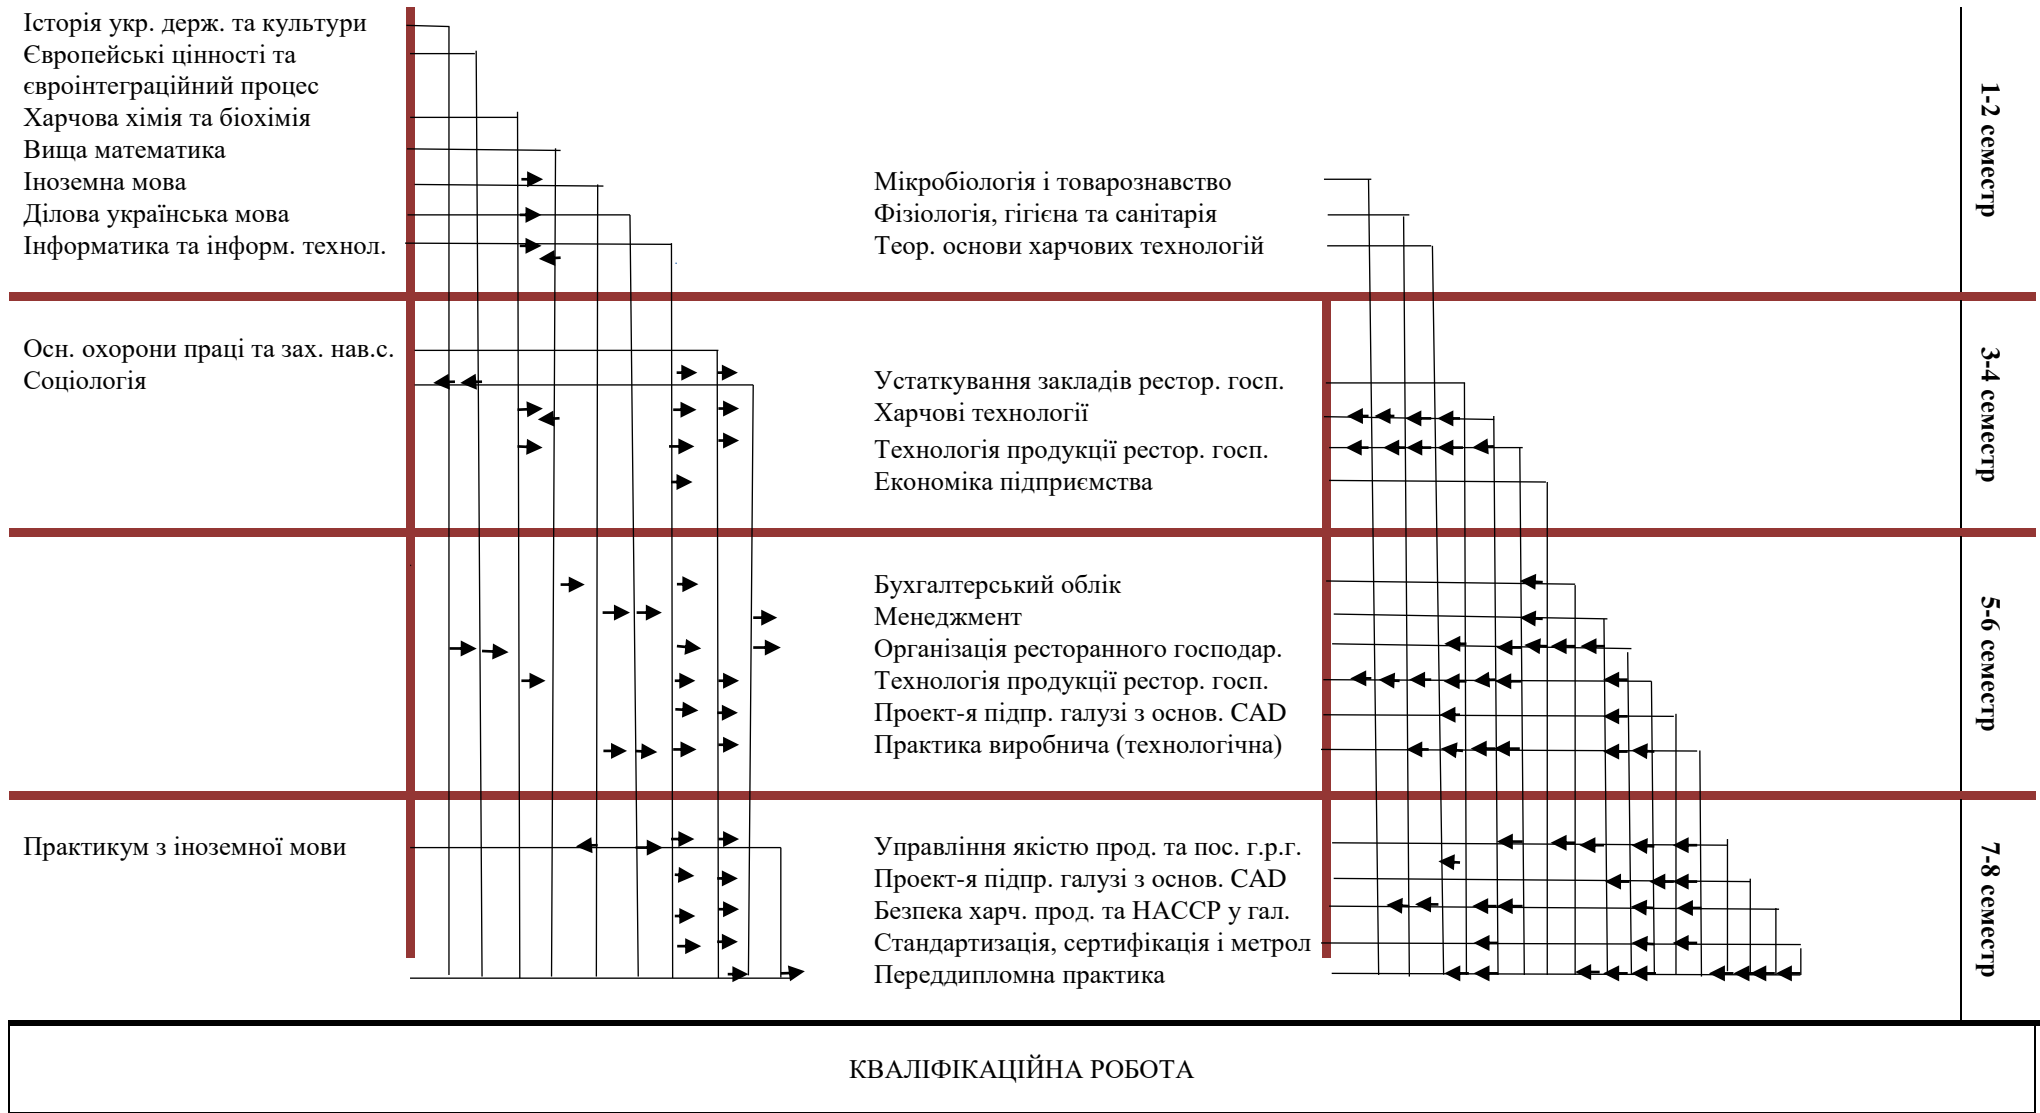 Історія укр. держ. та культури
Європейські цінності та
євроінтеграційний процес
Харчова хімія та біохімія
Вища математика
Іноземна мова
Ділова українська мова
Інформатика та інформ. технол.
Мікробіологія і товарознавство
Фізіологія, гігієна та санітарія
Теор. основи харчових технологій
1-2 семестр
Осн. охорони праці та зах. нав.с.
Соціологія
Устаткування закладів рестор. госп.
Харчові технології
Технологія продукції рестор. госп.
Економіка підприємства
3-4 семестр
Бухгалтерський облік
Менеджмент
Організація ресторанного господар.
Технологія продукції рестор. госп.
Проект-я підпр. галузі з основ. CAD
Практика виробнича (технологічна)
5-6 семестр
Практикум з іноземної мови
Управління якістю прод. та пос. г.р.г.
Проект-я підпр. галузі з основ. CAD
Безпека харч. прод. та НАССР у гал.
Стандартизація, сертифікація і метрол
Переддипломна практика
7-8 семестр
КВАЛІФІКАЦІЙНА РОБОТА